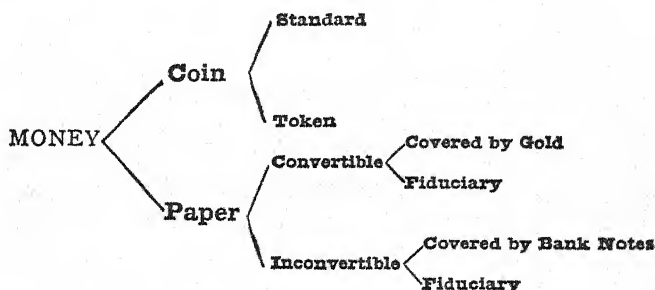 Standard
Coin
Token
MONEY
Covered by Gold
Convertible
Fiduciary
Paper
Covered by Bank Notes
Inconvertible
Fiduciary